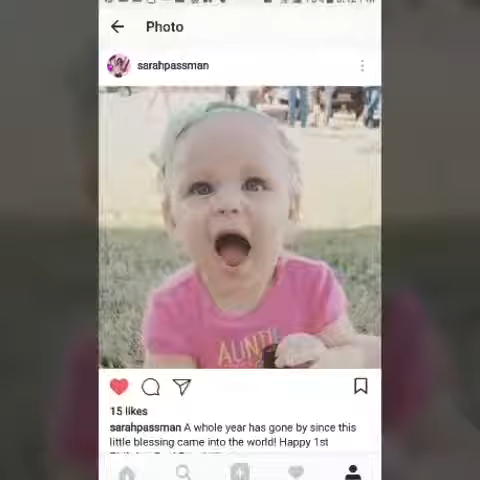 Photo
sarahpassman
AUNTIE
15 likes
sarahpassman A whole year has gone by since this
little blessing came into the world! Happy 1st